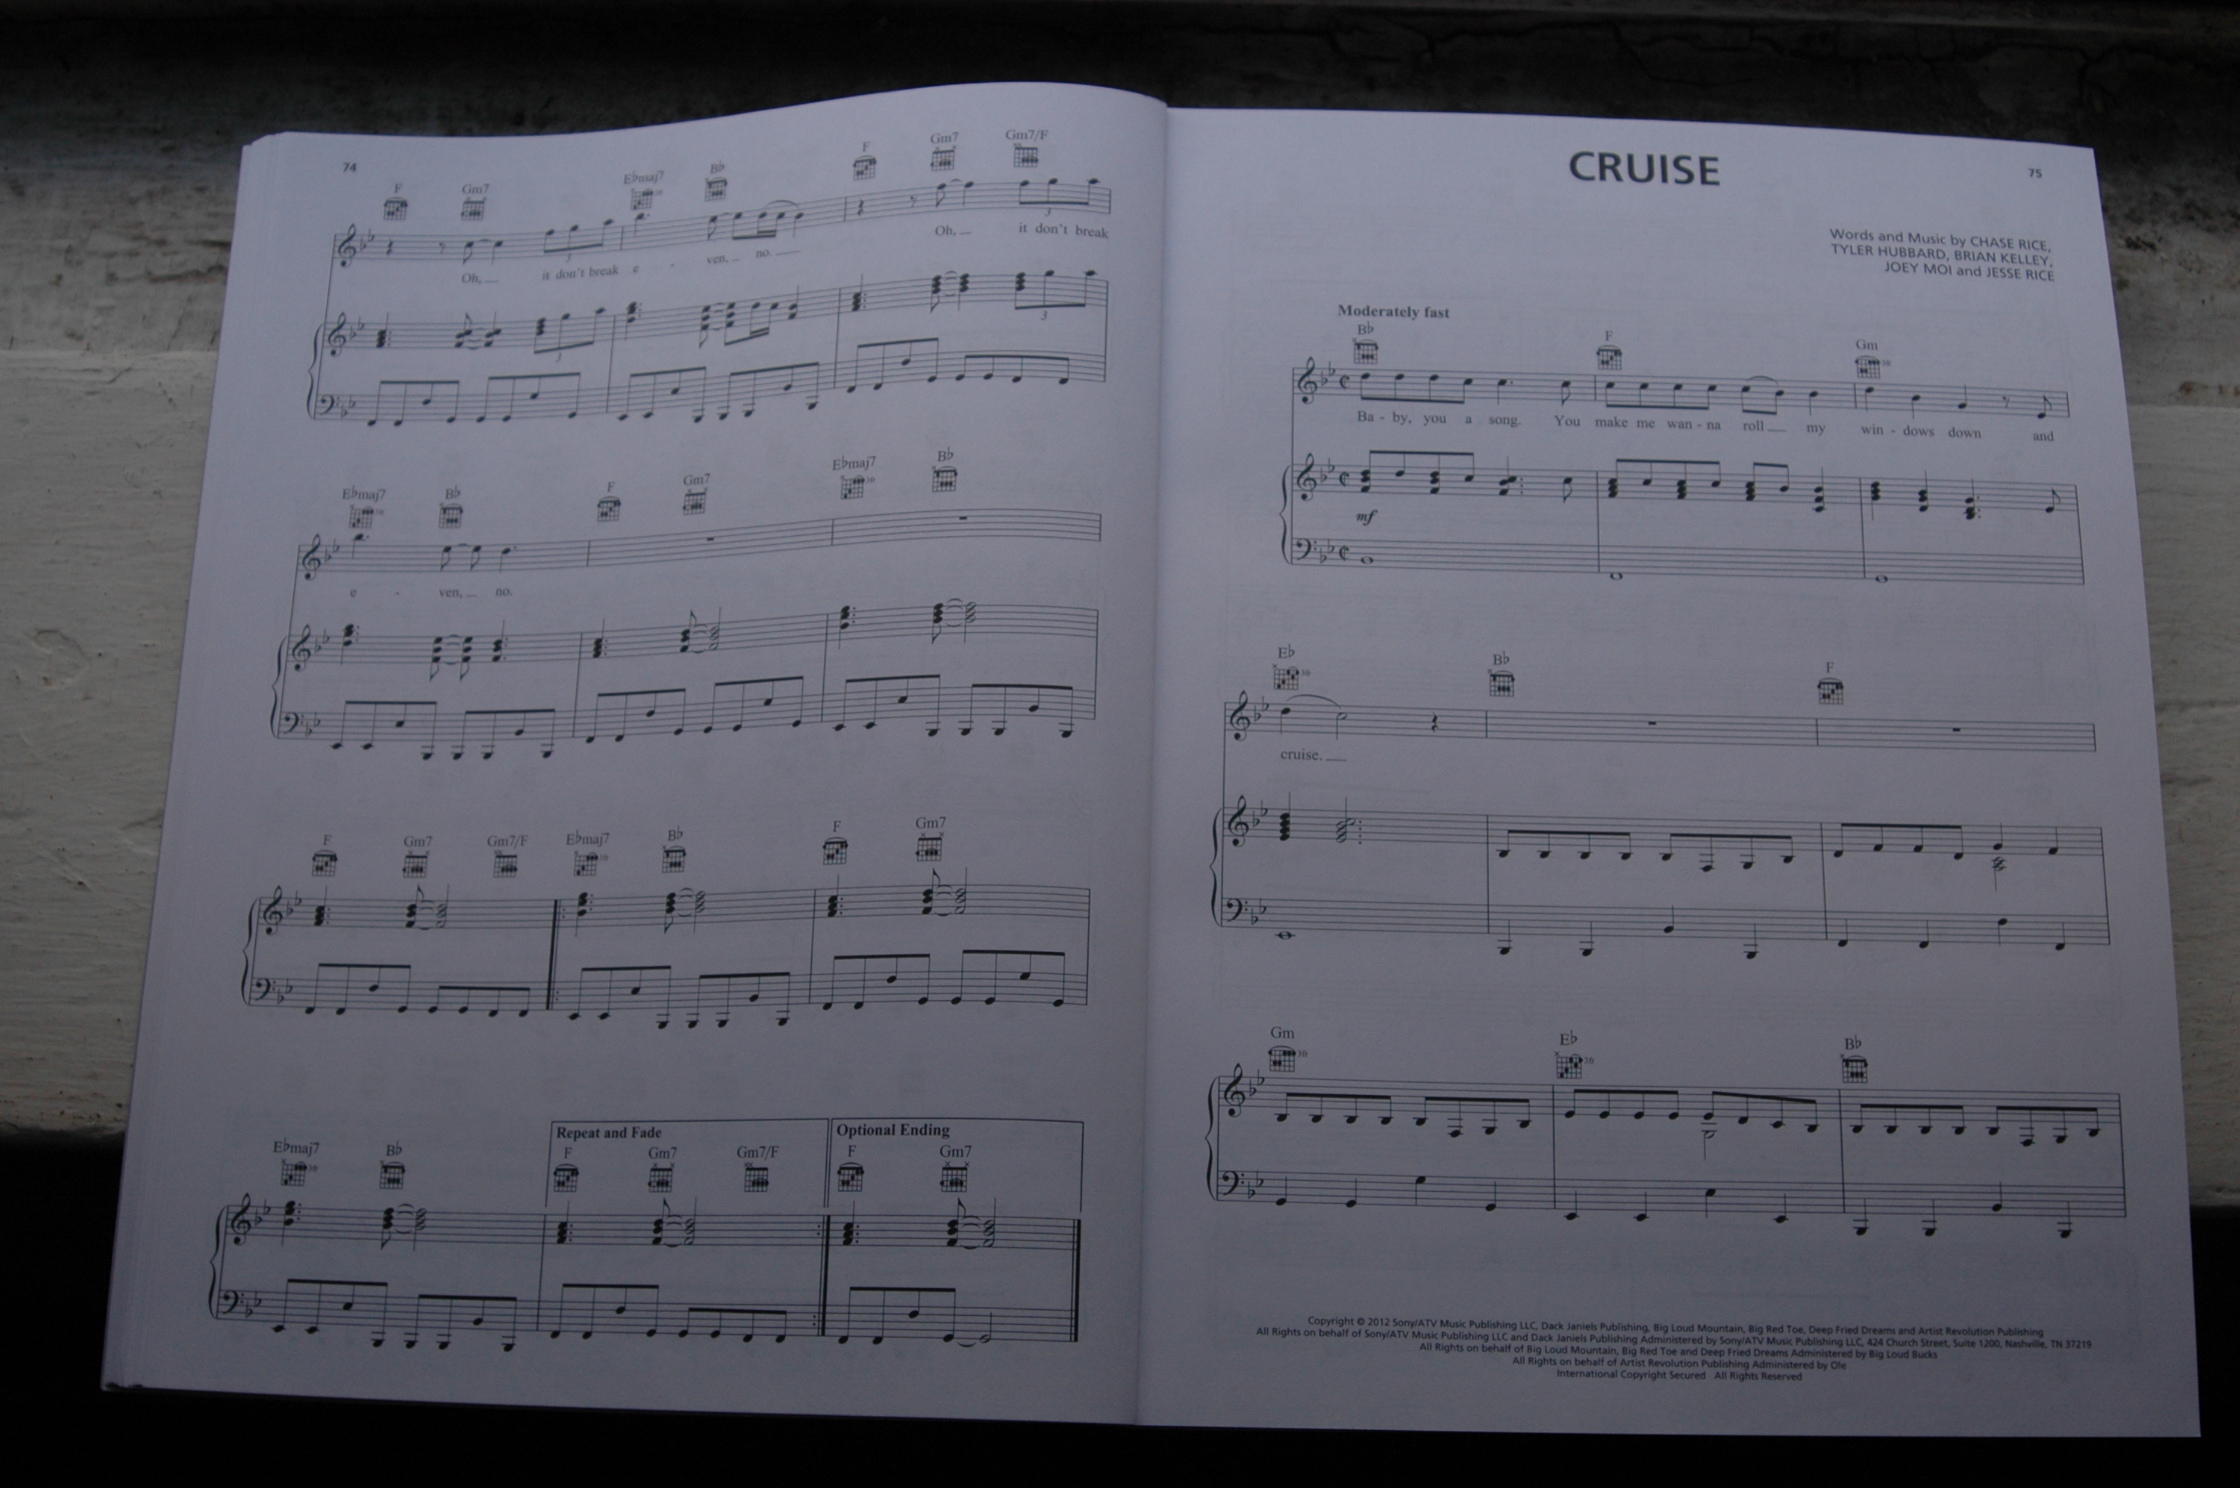 74
F Gm7 E♭maj7 B♭ F Gm7 Gm7/F
Oh, it don't break e - ven, no. Oh, it don't break
3 3
3 3
E♭maj7 B♭ F Gm7 E♭maj7 B♭
e - ven, no.
F Gm7 Gm7/F E♭maj7 B♭ F Gm7
Repeat and Fade Optional Ending
E♭maj7 B♭ F Gm7 Gm7/F F Gm7
CRUISE
75
Words and Music by CHASE RICE,
TYLER HUBBARD, BRIAN KELLEY,
JOEY MOI and JESSE RICE
Moderately fast
B♭ F Gm
Ba - by, you a song. You make me wan - na roll my win - dows down and
mf
E♭ B♭ F
cruise.
Gm E♭ B♭
Copyright © 2012 Sony/ATV Music Publishing LLC, Dack Janiels Publishing, Big Loud Mountain, Big Red Toe, Deep Fried Dreams and Artist Revolution Publishing
All Rights on behalf of Sony/ATV Music Publishing LLC and Dack Janiels Publishing Administered by Sony/ATV Music Publishing LLC, 424 Church Street, Suite 1200, Nashville, TN 37219
All Rights on behalf of Big Loud Mountain, Big Red Toe and Deep Fried Dreams Administered by Big Loud Bucks
All Rights on behalf of Artist Revolution Publishing Administered by Ole
International Copyright Secured All Rights Reserved